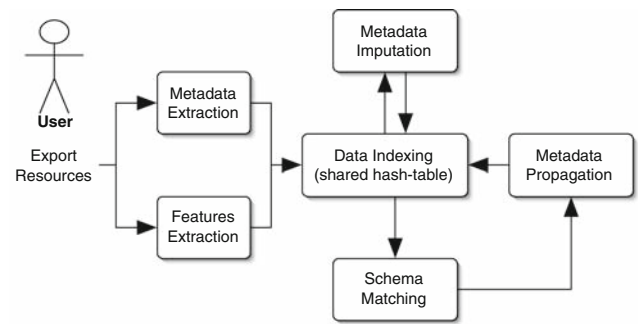 User
Export
Resources
Metadata
Extraction
Features
Extraction
Metadata
Imputation
Data Indexing
(shared hash-table)
Metadata
Propagation
Schema
Matching